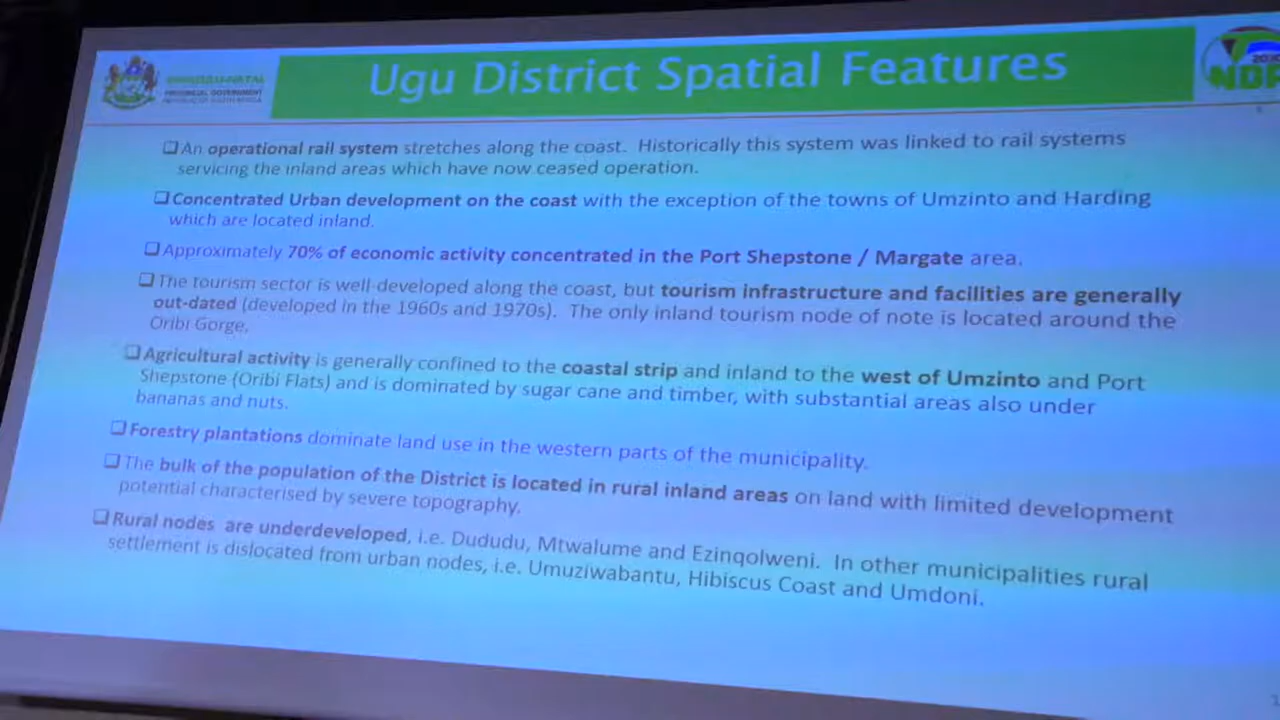 Ugu District Spatial Features
KWAZULU-NATAL
PROVINCIAL GOVERNMENT
REPUBLIC OF SOUTH AFRICA
2030
❑An operational rail system stretches along the coast. Historically this system was linked to rail systems
servicing the inland areas which have now ceased operation.
❑Concentrated Urban development on the coast with the exception of the towns of Umzinto and Harding
which are located inland.
❑Approximately 70% of economic activity concentrated in the Port Shepstone / Margate area.
❑The tourism sector is well-developed along the coast, but tourism infrastructure and facilities are generally
out-dated (developed in the 1960s and 1970s). The only inland tourism node of note is located around the
Oribi Gorge.
❑Agricultural activity is generally confined to the coastal strip and inland to the west of Umzinto and Port
Shepstone (Oribi Flats) and is dominated by sugar cane and timber, with substantial areas also under
bananas and nuts.
❑Forestry plantations dominate land use in the western parts of the municipality.
❑The bulk of the population of the District is located in rural inland areas on land with limited development
potential characterised by severe topography.
❑Rural nodes are underdeveloped, i.e. Dududu, Mtwalume and Ezinqolweni. In other municipalities rural
settlement is dislocated from urban nodes, i.e. Umuziwabantu, Hibiscus Coast and Umdoni.